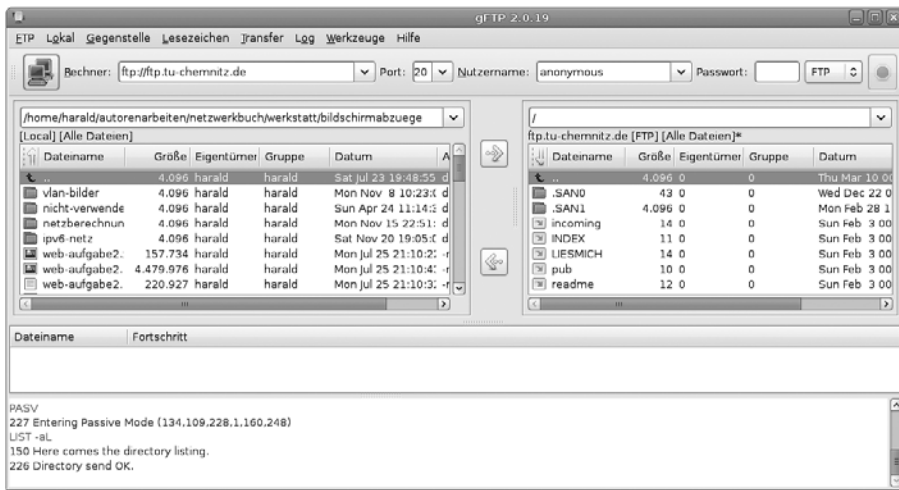 gFTP 2.0.19
FTP Lokal Gegenstelle Lesezeichen Transfer Log Werkzeuge Hilfe
Rechner: ftp://ftp.tu-chemnitz.de Port: 20 Nutzername: anonymous Passwort: FTP
/home/harald/autorenarbeiten/netzwerkbuch/werkstatt/bildschirmabzuege
[Local] [Alle Dateien]
Dateiname Größe Eigentümer Gruppe Datum A
.. 4.096 harald harald Sat Jul 23 19:48:55 d
vlan-bilder 4.096 harald harald Mon Nov 8 10:23:( d
nicht-verwende 4.096 harald harald Sun Apr 24 11:14:3 d
netzberechnun 4.096 harald harald Mon Nov 15 22:51: d
ipv6-netz 4.096 harald harald Sat Nov 20 19:05:( d
web-aufgabe2. 157.734 harald harald Mon Jul 25 21:10:2 -r
web-aufgabe2. 4.479.976 harald harald Mon Jul 25 21:10:4 -r
web-aufgabe2. 220.927 harald harald Mon Jul 25 21:10:3 -r
/
ftp.tu-chemnitz.de [FTP] [Alle Dateien]*
Dateiname Größe Eigentümer Gruppe Datum
.. 4.096 0 Thu Mar 10 00
.SAN0 43 0 0 Wed Dec 22 0
.SAN1 4.096 0 0 Mon Feb 28 1
incoming 14 0 0 Sun Feb 3 00
INDEX 11 0 0 Sun Feb 3 00
LIESMICH 14 0 0 Sun Feb 3 00
pub 10 0 0 Sun Feb 3 00
readme 12 0 0 Sun Feb 3 00
Dateiname Fortschritt
PASV
227 Entering Passive Mode (134,109,228,1,160,248)
LIST -aL
150 Here comes the directory listing.
226 Directory send OK.